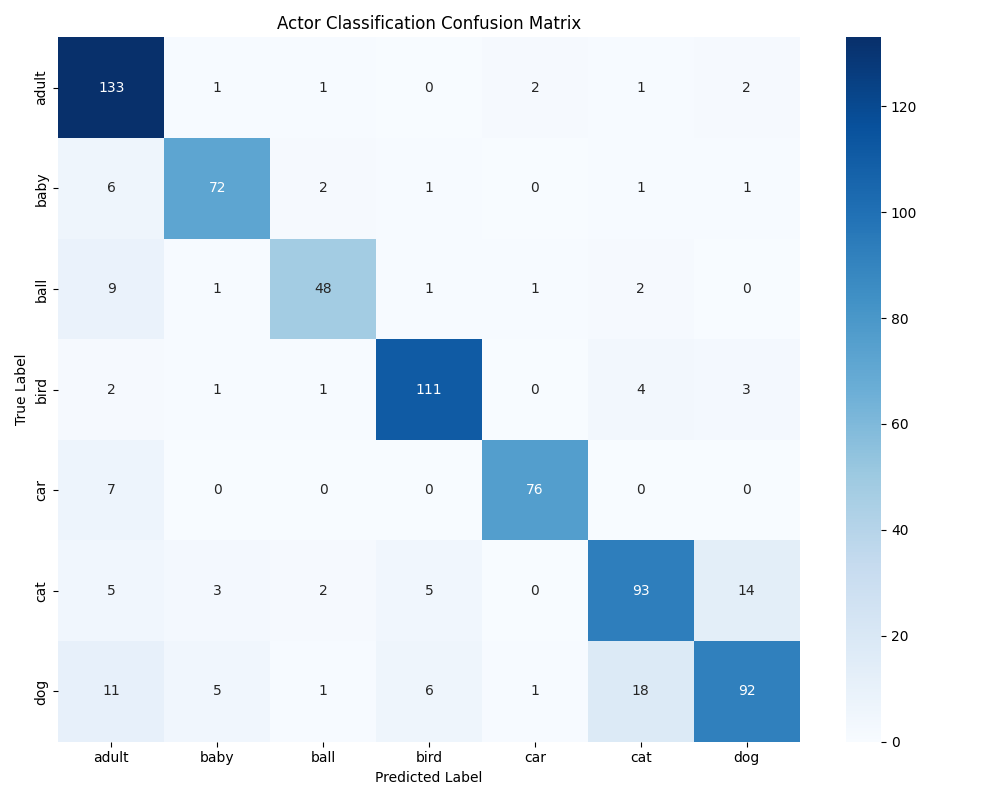 Actor Classification Confusion Matrix
True Label
adult 133 1 1 0 2 1 2
baby 6 72 2 1 0 1 1
ball 9 1 48 1 1 2 0
bird 2 1 1 111 0 4 3
car 7 0 0 0 76 0 0
cat 5 3 2 5 0 93 14
dog 11 5 1 6 1 18 92
adult baby ball bird car cat dog
Predicted Label
120
100
80
60
40
20
0